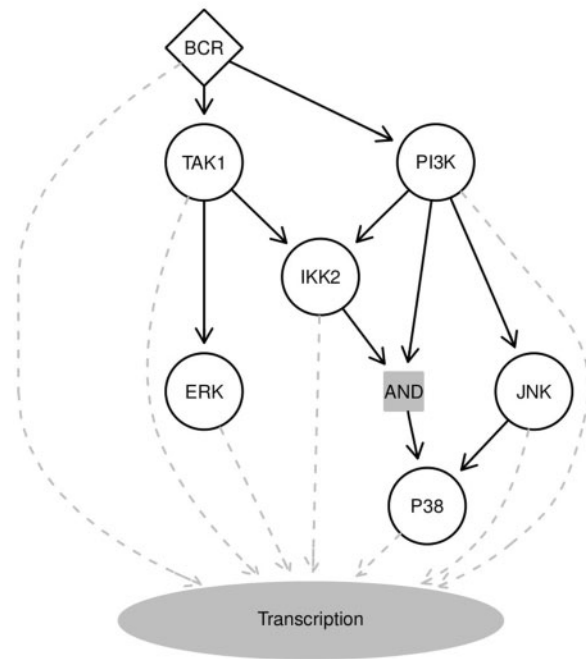 BCR
TAK1
PI3K
IKK2
ERK
AND
JNK
P38
Transcription